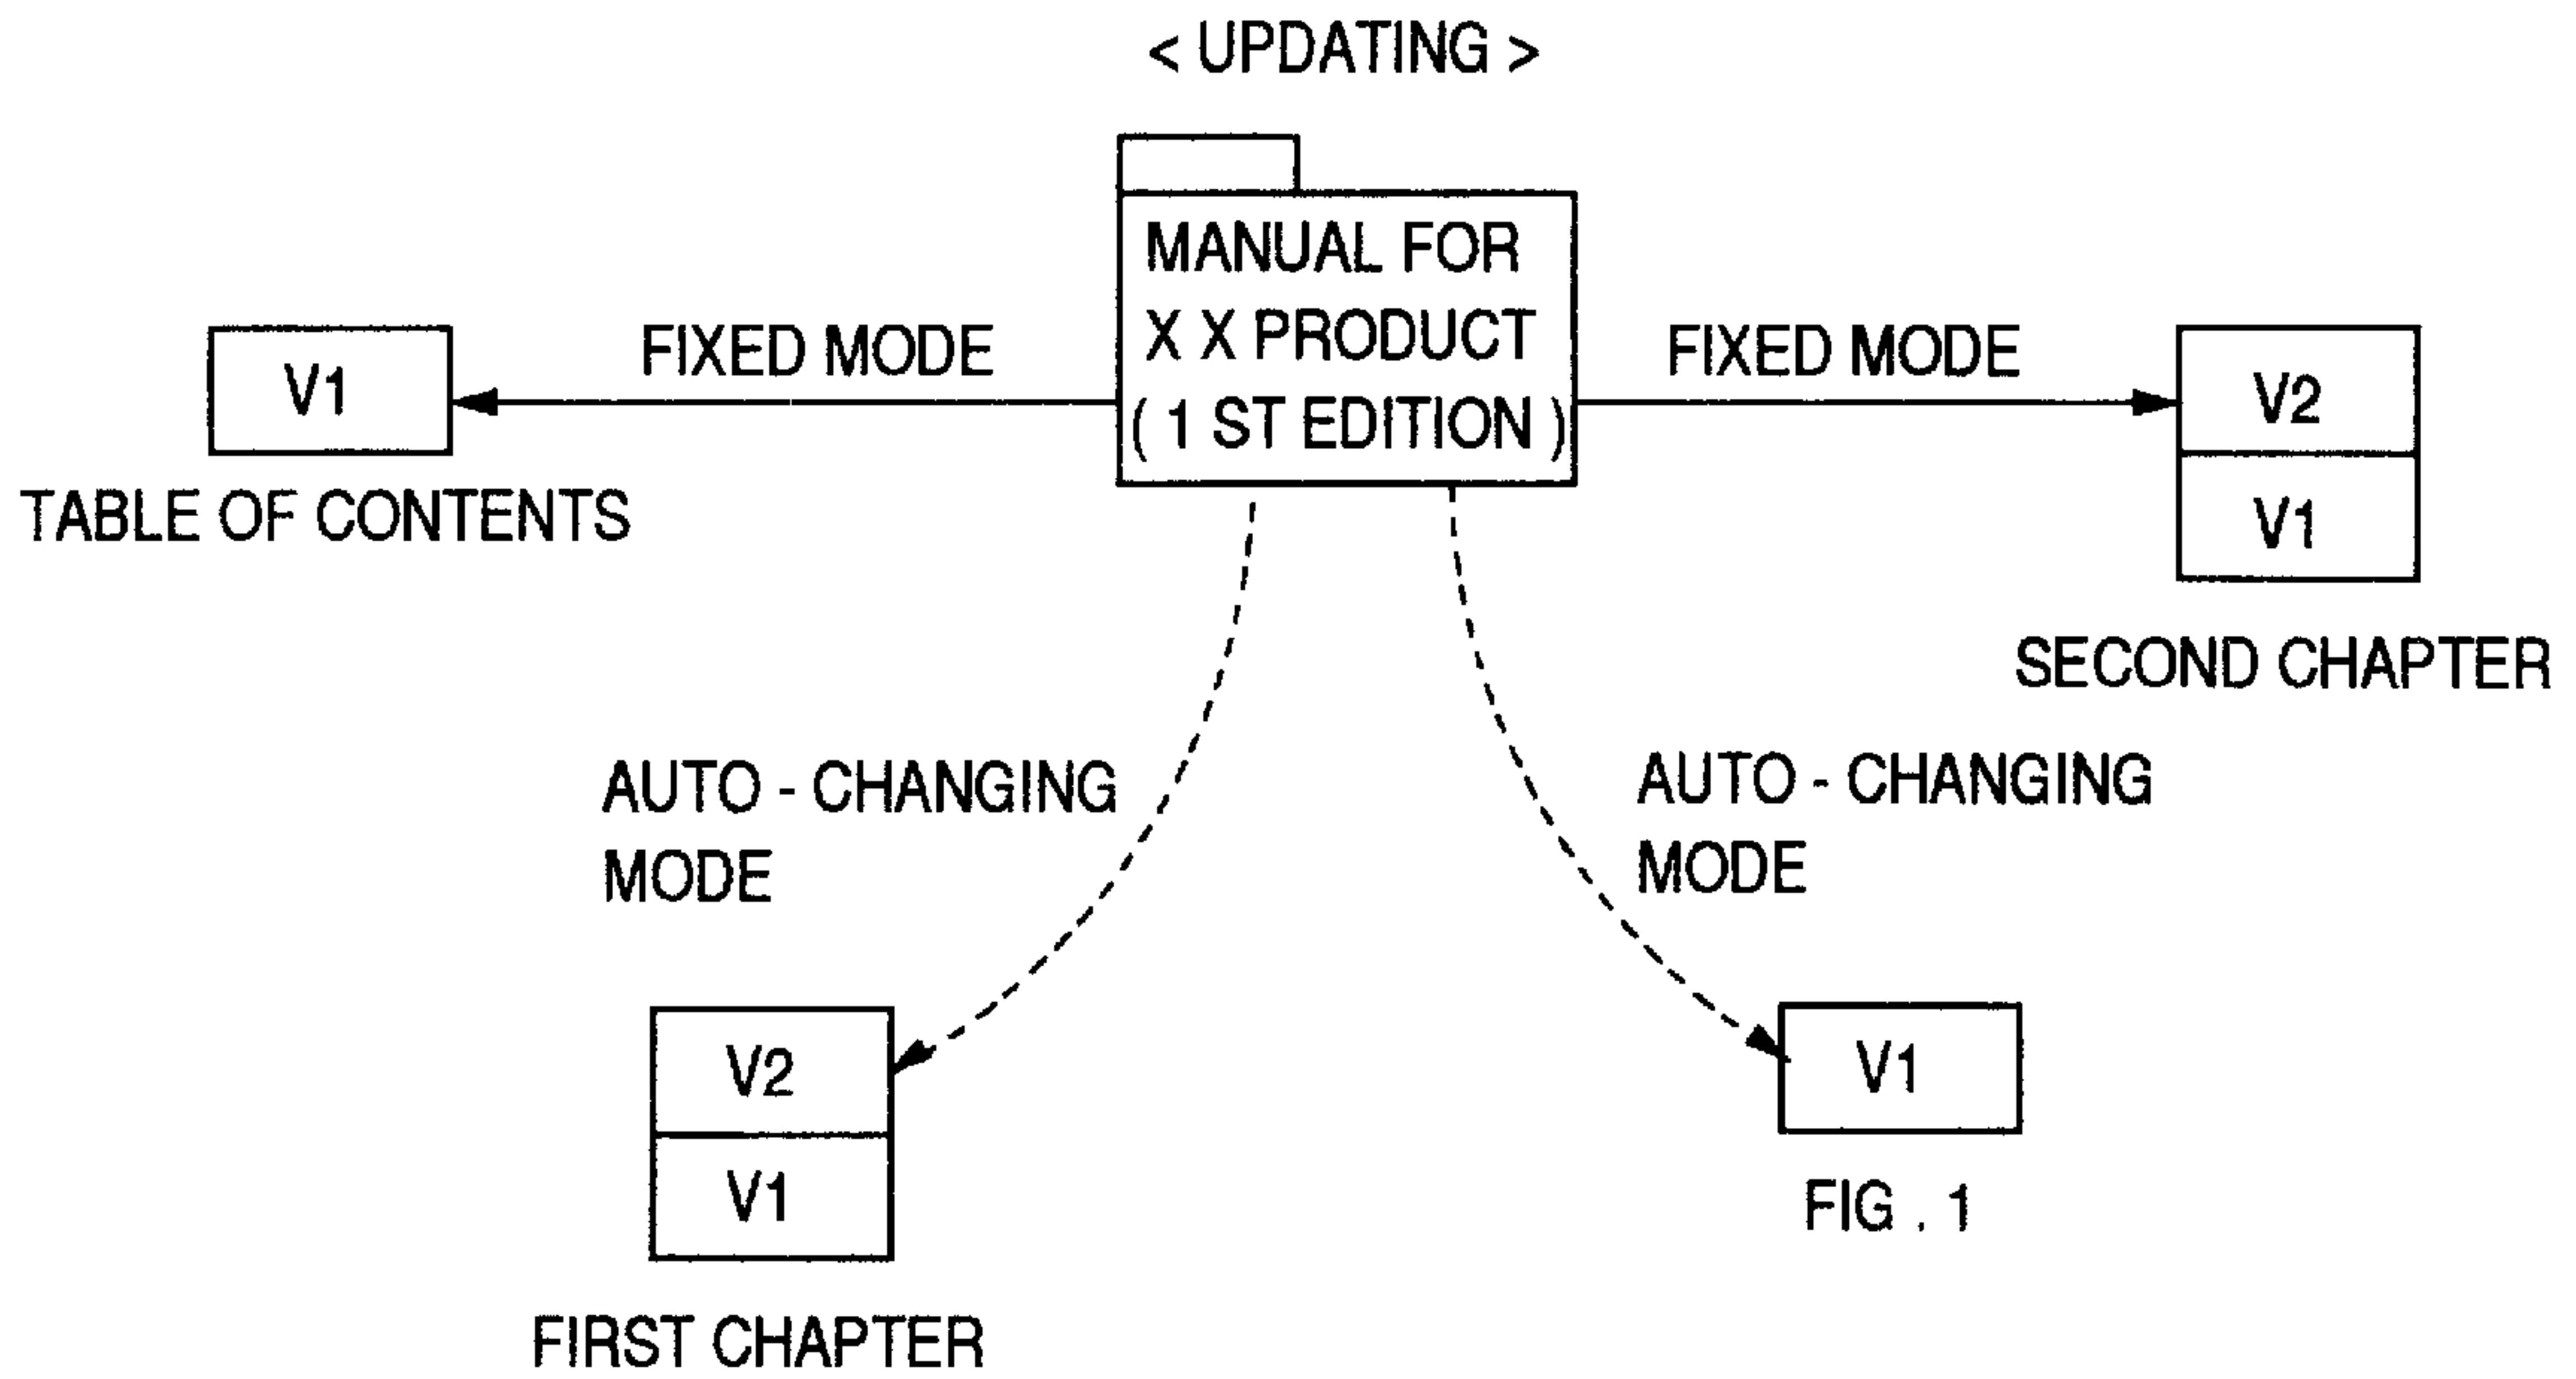 < UPDATING >
MANUAL FOR
X X PRODUCT
( 1 ST EDITION )
FIXED MODE
FIXED MODE
V1
TABLE OF CONTENTS
V2
V1
SECOND CHAPTER
AUTO - CHANGING
MODE
AUTO - CHANGING
MODE
V2
V1
FIRST CHAPTER
V1
FIG . 1